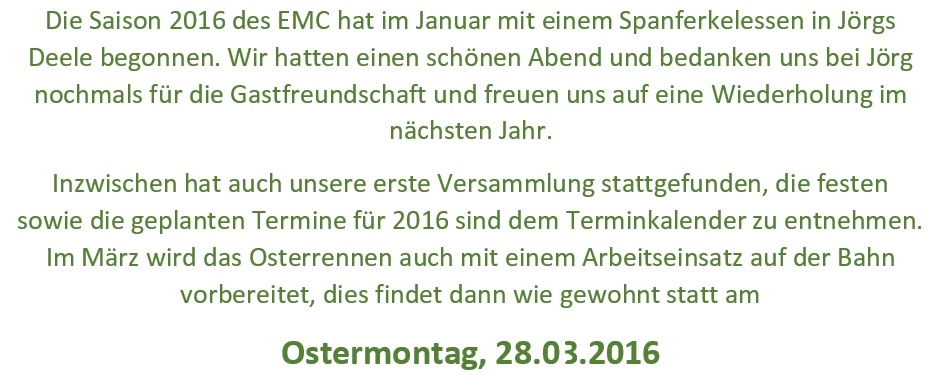 Die Saison 2016 des EMC hat im Januar mit einem Spanferkelessen in Jörgs
Deele begonnen. Wir hatten einen schönen Abend und bedanken uns bei Jörg
nochmals für die Gastfreundschaft und freuen uns auf eine Wiederholung im
nächsten Jahr.
Inzwischen hat auch unsere erste Versammlung stattgefunden, die festen
sowie die geplanten Termine für 2016 sind dem Terminkalender zu entnehmen.
Im März wird das Osterrennen auch mit einem Arbeitseinsatz auf der Bahn
vorbereitet, dies findet dann wie gewohnt statt am
Ostermontag, 28.03.2016